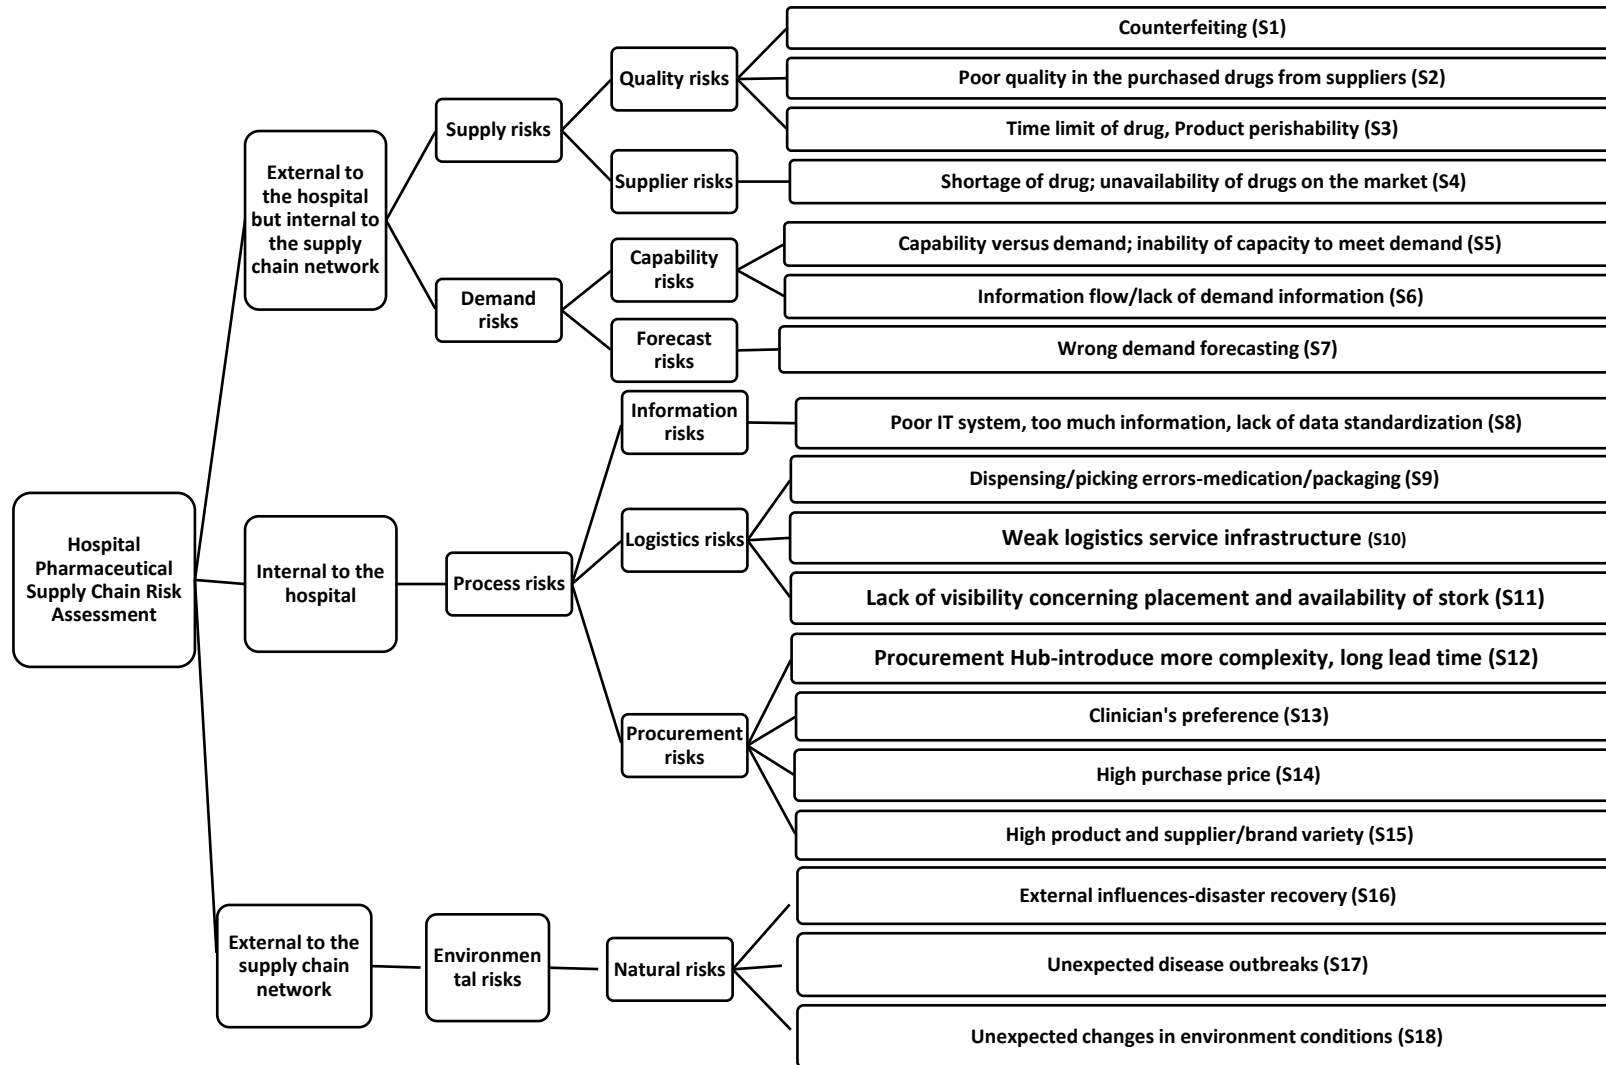 Hospital
Pharmaceutical
Supply Chain Risk
Assessment
External to
the hospital
but internal to
the supply
chain network
Supply risks
Quality risks
Counterfeiting (S1)
Poor quality in the purchased drugs from suppliers (S2)
Time limit of drug, Product perishability (S3)
Supplier risks
Shortage of drug; unavailability of drugs on the market (S4)
Demand
risks
Capability
risks
Capability versus demand; inability of capacity to meet demand (S5)
Information flow/lack of demand information (S6)
Forecast
risks
Wrong demand forecasting (S7)
Internal to the
hospital
Process risks
Information
risks
Poor IT system, too much information, lack of data standardization (S8)
Logistics risks
Dispensing/picking errors-medication/packaging (S9)
Weak logistics service infrastructure (S10)
Lack of visibility concerning placement and availability of stork (S11)
Procurement
risks
Procurement Hub-introduce more complexity, long lead time (S12)
Clinician's preference (S13)
High purchase price (S14)
High product and supplier/brand variety (S15)
External to the
supply chain
network
Environmen
tal risks
Natural risks
External influences-disaster recovery (S16)
Unexpected disease outbreaks (S17)
Unexpected changes in environment conditions (S18)